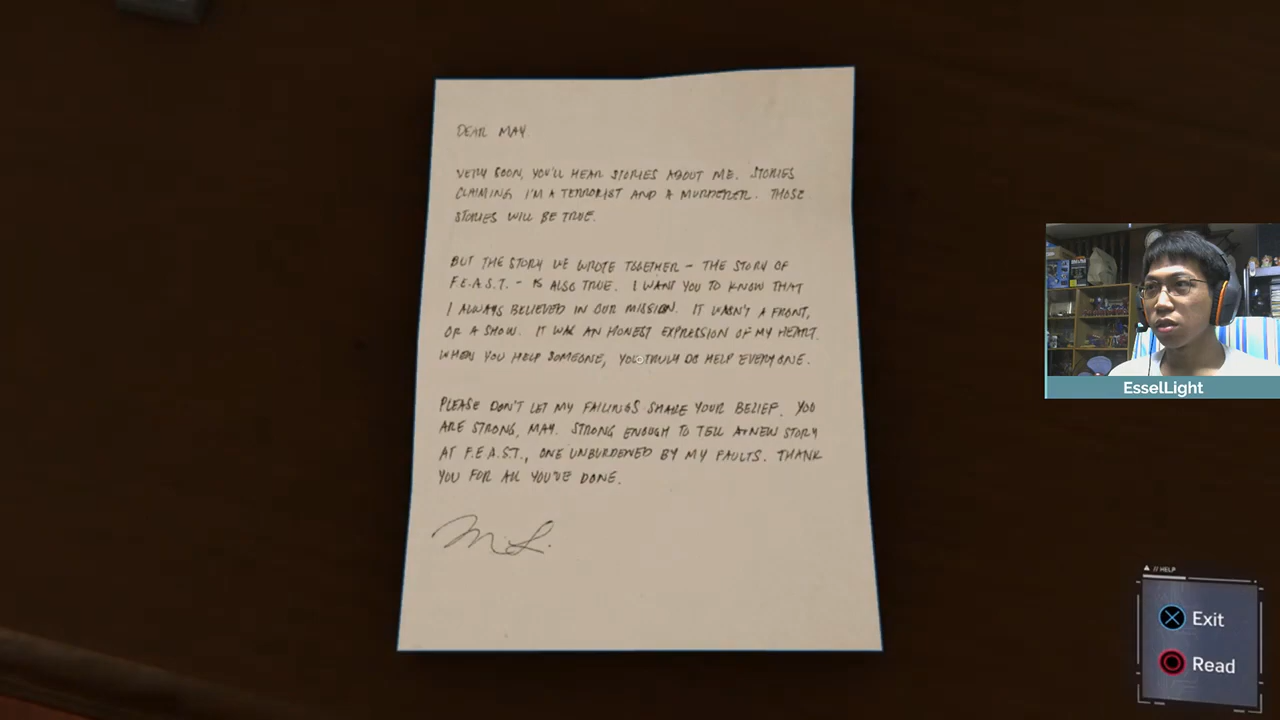 DEAR MAY.
VERY SOON, YOU'LL HEAR STORIES ABOUT ME. STORIES
CLAIMING I'M A TERRORIST AND A MURDERER. THOSE
STORIES WILL BE TRUE.
BUT THE STORY WE WROTE TOGETHER - THE STORY OF
F.E.A.S.T. - IS ALSO TRUE. I WANT YOU TO KNOW THAT
I ALWAYS BELIEVED IN OUR MISSION. IT WASN'T A FRONT,
OR A SHOW. IT WAS AN HONEST EXPRESSION OF MY HEART.
WHEN YOU HELP SOMEONE, YOU TRULY DO HELP EVERYONE.
PLEASE DON'T LET MY FAILINGS SHAKE YOUR BELIEF. YOU
ARE STRONG, MAY. STRONG ENOUGH TO TELL A NEW STORY
AT F.E.A.S.T., ONE UNBURDENED BY MY FAULTS. THANK
YOU FOR ALL YOU'VE DONE.
M.L.
EsselLight
// HELP
Exit
Read